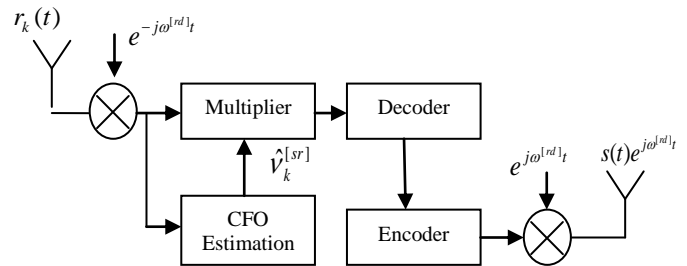 r_k(t)
e^{-jω^{[rd]}t}
Multiplier
Decoder
ν̂_k^{[sr]}
CFO
Estimation
Encoder
e^{jω^{[rd]}t}
s(t)e^{jω^{[rd]}t}